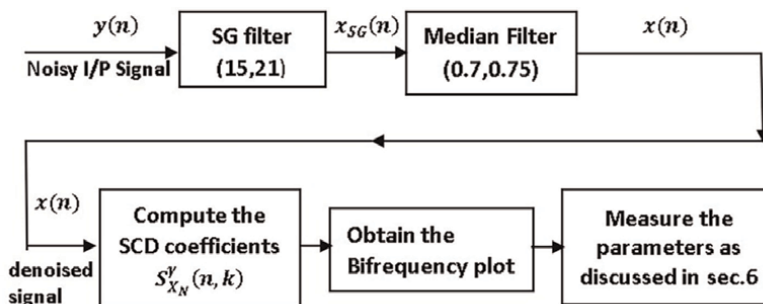 y(n)
Noisy I/P Signal
SG filter
(15,21)
x_SG(n)
Median Filter
(0.7,0.75)
x(n)
x(n)
denoised
signal
Compute the
SCD coefficients
S^γ_{X_N}(n, k)
Obtain the
Bifrequency plot
Measure the
parameters as
discussed in sec.6